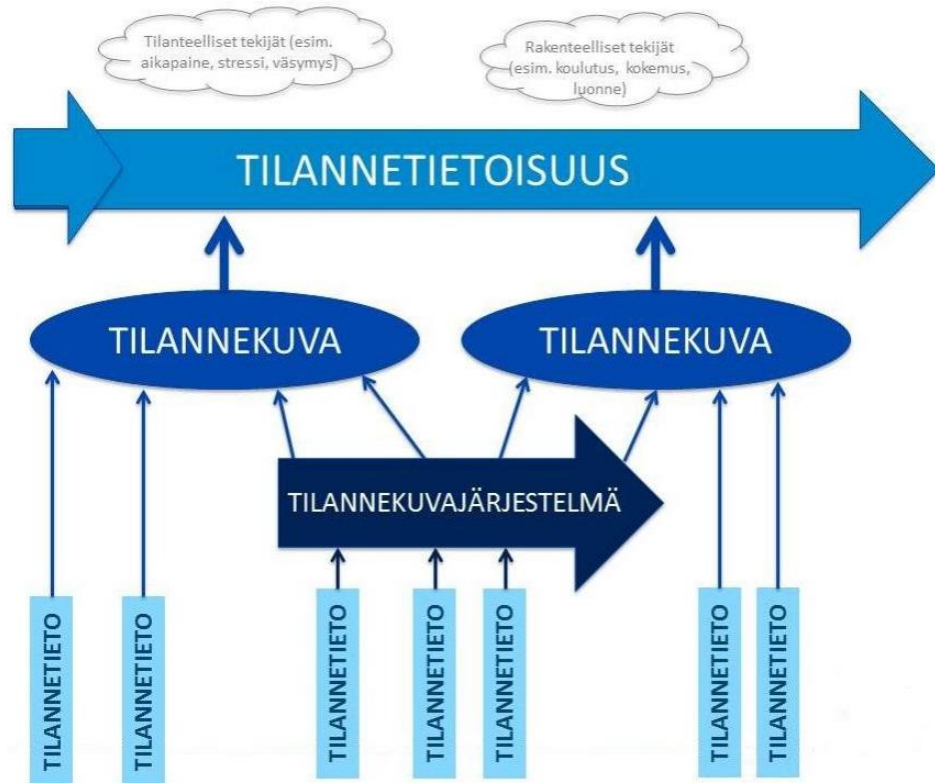 Tilanteelliset tekijät (esim.
aikapaine, stressi, väsymys)
Rakenteelliset tekijät
(esim. koulutus, kokemus,
luonne)
TILANNETIETOISUUS
TILANNEKUVA
TILANNEKUVA
TILANNEKUVAJÄRJESTELMÄ
TILANNETIETO
TILANNETIETO
TILANNETIETO
TILANNETIETO
TILANNETIETO
TILANNETIETO
TILANNETIETO